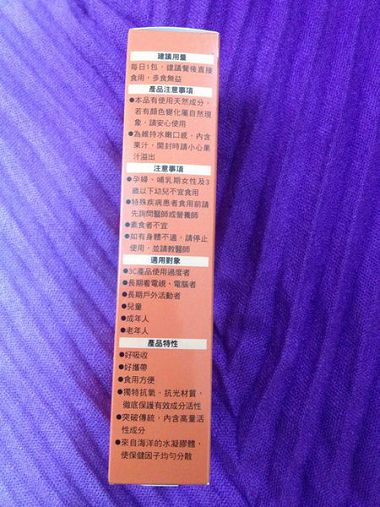 建議用量
每日1包，建議餐後直接
食用，多食無益
產品注意事項
●本品有使用天然成分，
若有顏色變化屬自然現
象，請安心使用
●為維持水嫩口感，內含
果汁，開封時請小心果
汁溢出
注意事項
●孕婦、哺乳期女性及3
歲以下幼兒不宜食用
●特殊疾病患者食用前請
先詢問醫師或營養師
●素食者不宜
●如有身體不適，請停止
使用，並請教醫師
適用對象
●3C產品使用過度者
●長期看電視、電腦者
●長期戶外活動者
●兒童
●成年人
●老年人
產品特性
●好吸收
●好攜帶
●食用方便
●獨特抗氧、抗光材質，
徹底保護有效成分活性
●突破傳統，內含高量活
性成分
●來自海洋的水凝膠體，
使保健因子均勻分散